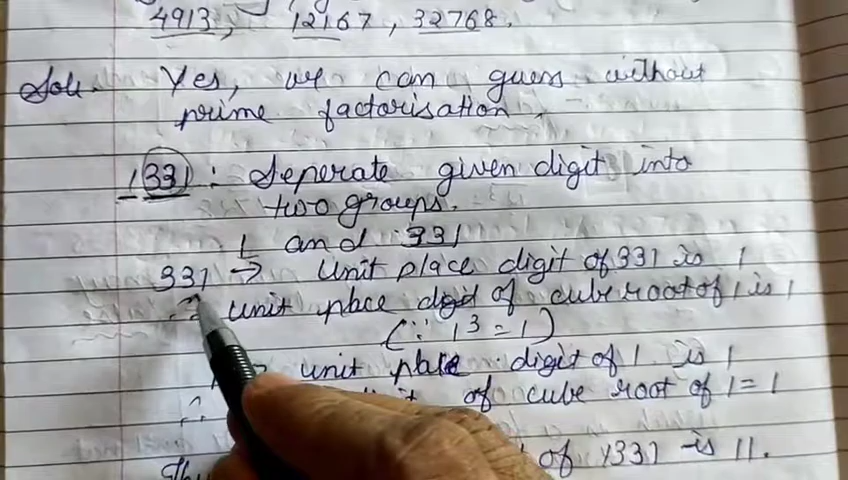 4913, 12167, 32768.
Soln. Yes, we can guess without
prime factorisation.
1331 : Seperate given digit into
two groups.
1 and 331
331 → Unit place digit of 331 is 1
∴ unit place digit of cube root of 1 is 1
(∵ 1³ = 1)
unit place digit of 1 is 1
∴ of cube root of 1 = 1
of 1331 is 11.